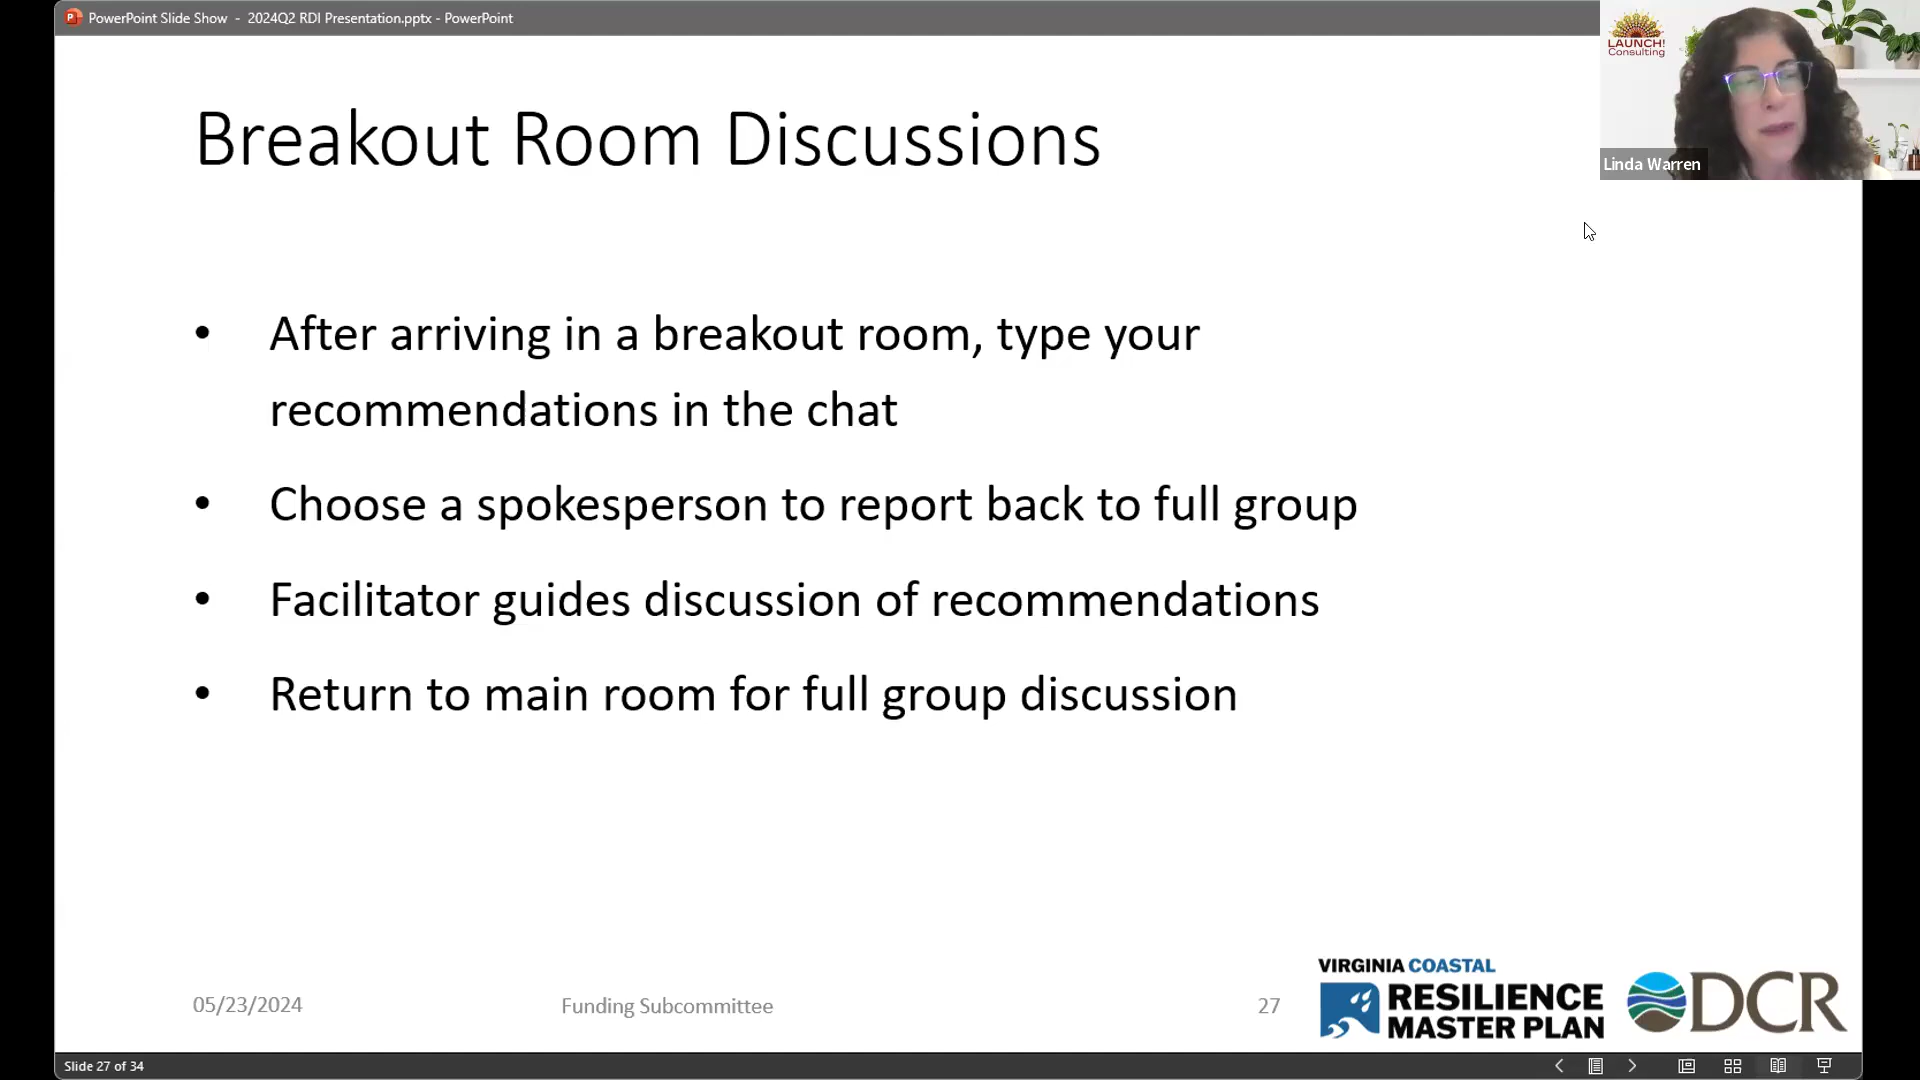 PowerPoint Slide Show - 2024Q2 RDI Presentation.pptx - PowerPoint
LAUNCH!
Consulting
Linda Warren
Breakout Room Discussions
• After arriving in a breakout room, type your
recommendations in the chat
• Choose a spokesperson to report back to full group
• Facilitator guides discussion of recommendations
• Return to main room for full group discussion
05/23/2024
Funding Subcommittee
27
VIRGINIA COASTAL
RESILIENCE
MASTER PLAN
DCR
Slide 27 of 34